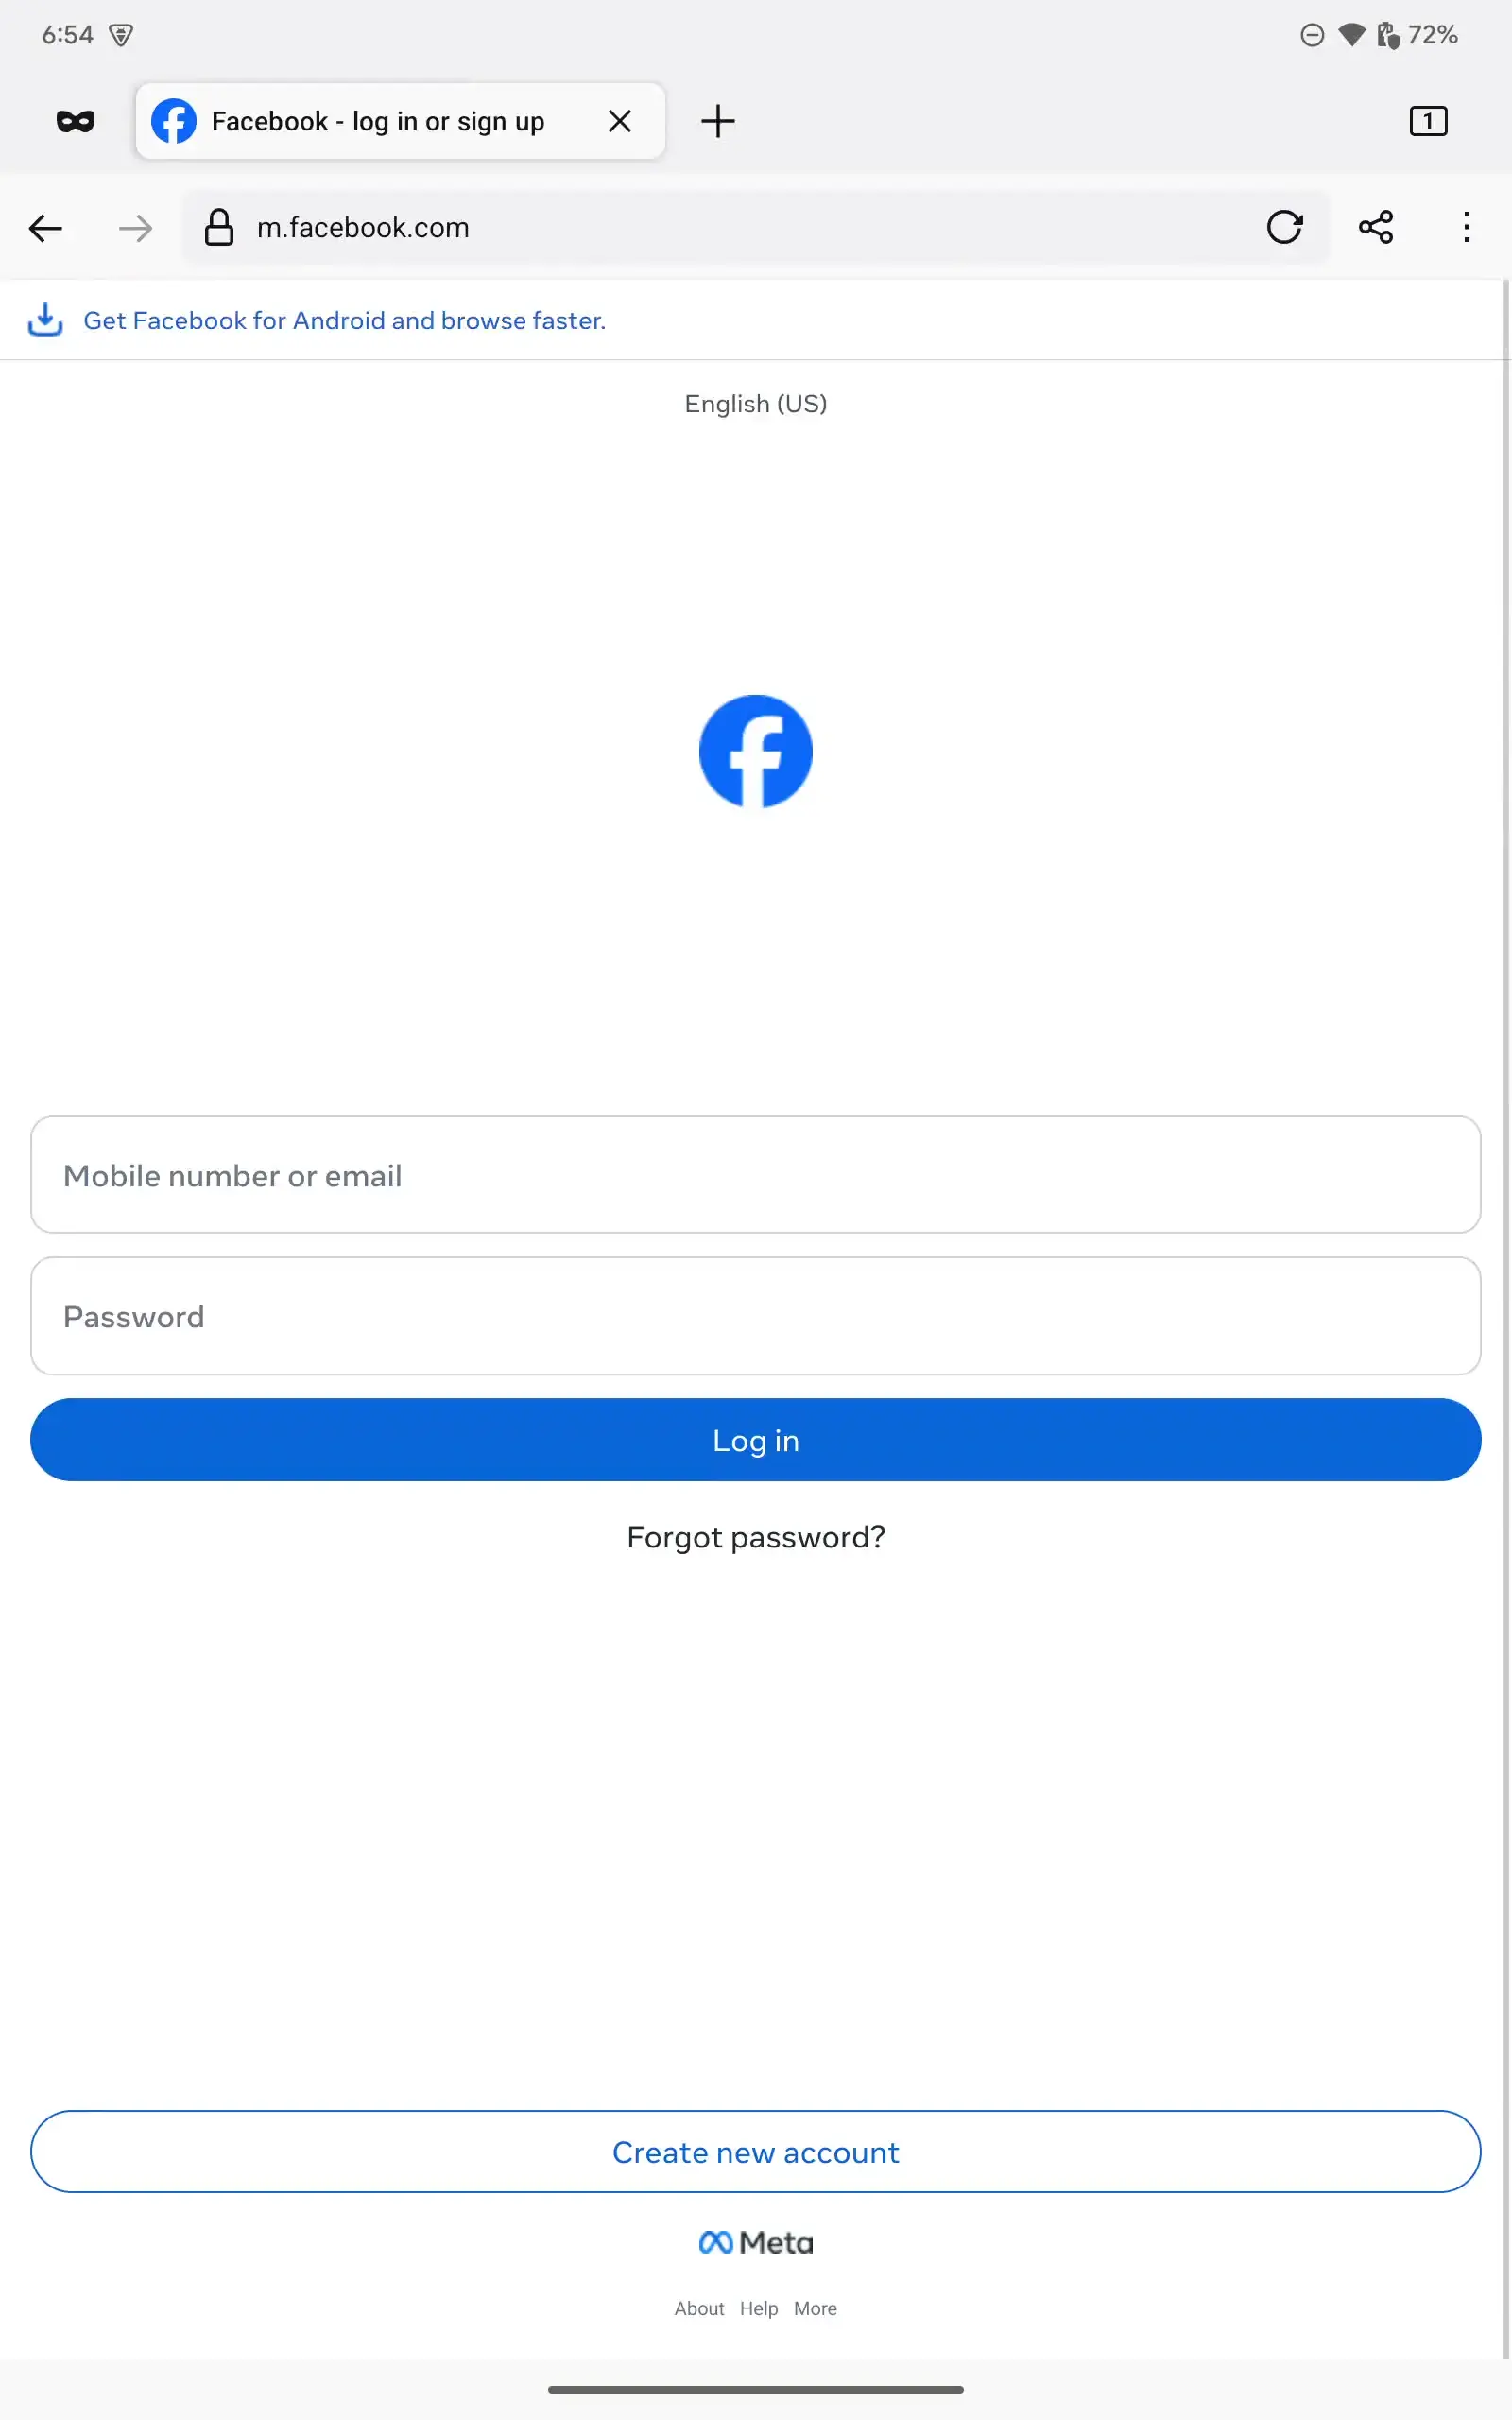 6:54
72%
Facebook - log in or sign up
1
m.facebook.com
Get Facebook for Android and browse faster.
English (US)
Mobile number or email
Password
Log in
Forgot password?
Create new account
Meta
About Help More